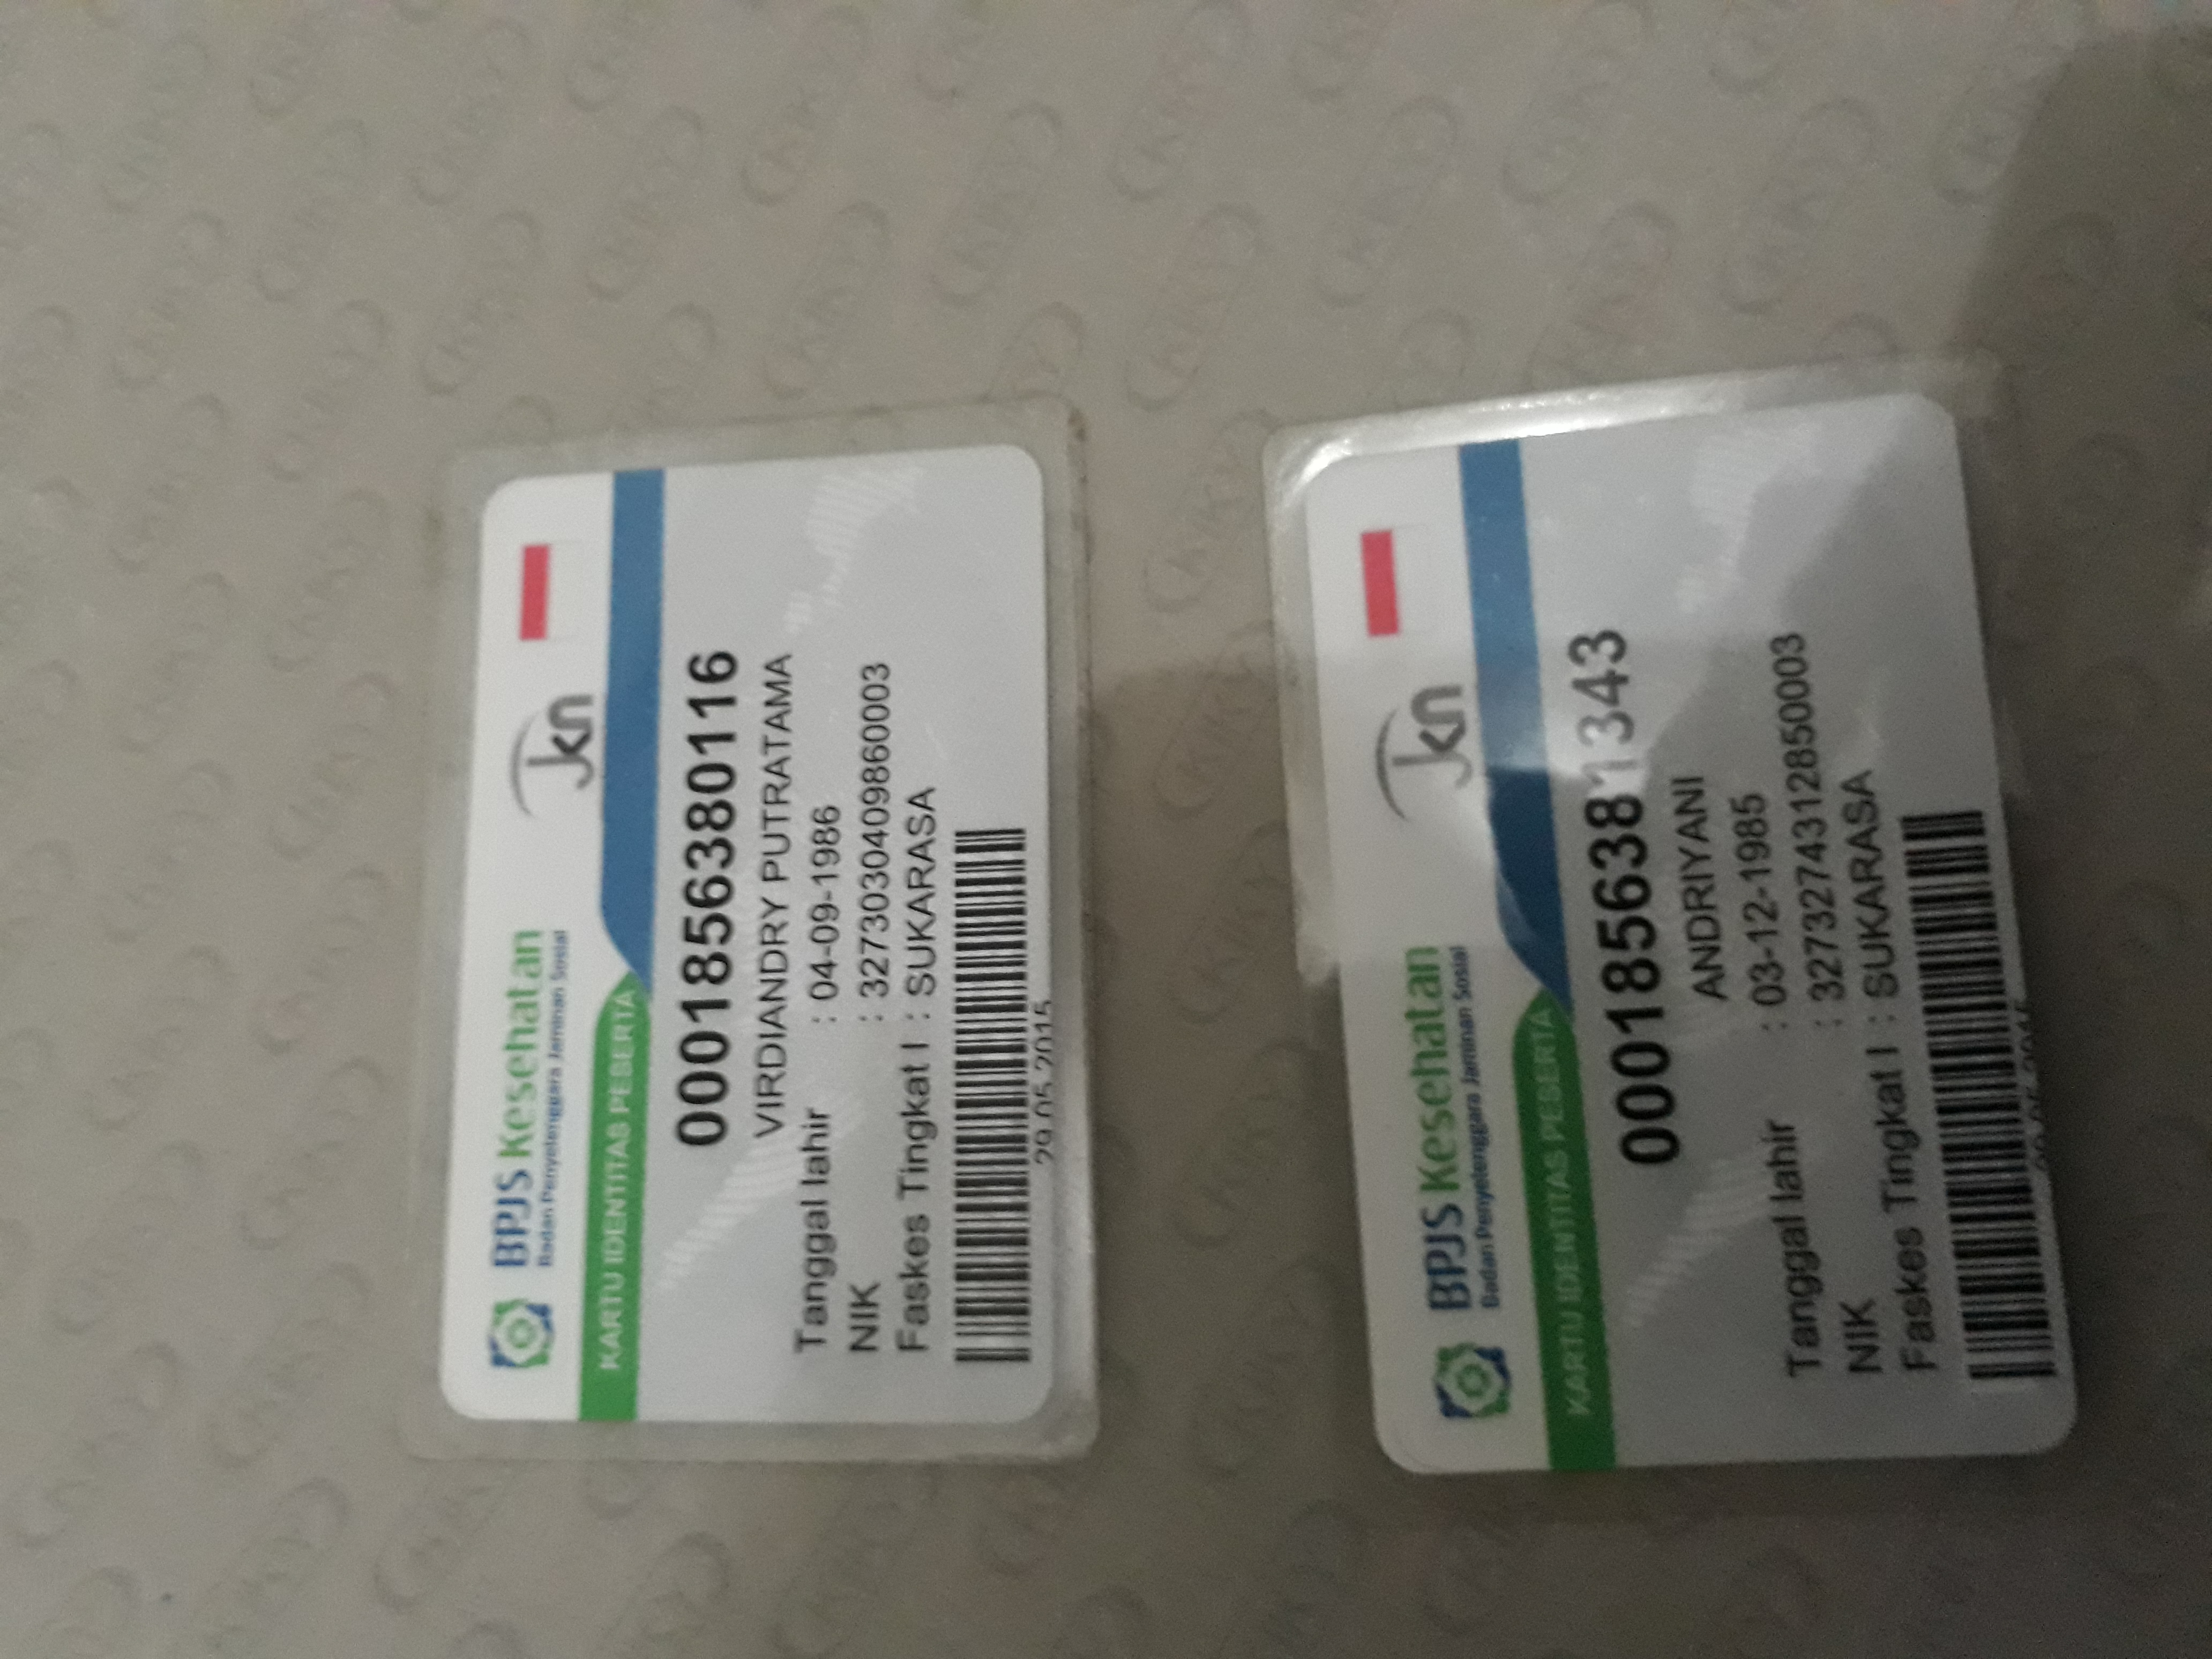 BPJS Kesehatan
Badan Penyelenggara Jaminan Sosial
Jkn
KARTU IDENTITAS PESERTA
0001856380116
VIRDIANDRY PUTRATAMA
Tanggal lahir : 04-09-1986
NIK : 3273030409860003
Faskes Tingkat I : SUKARASA
29.05.2015
BPJS Kesehatan
Badan Penyelenggara Jaminan Sosial
Jkn
KARTU IDENTITAS PESERTA
0001856381343
ANDRIYANI
Tanggal lahir : 03-12-1985
NIK : 3273274312850003
Faskes Tingkat I : SUKARASA